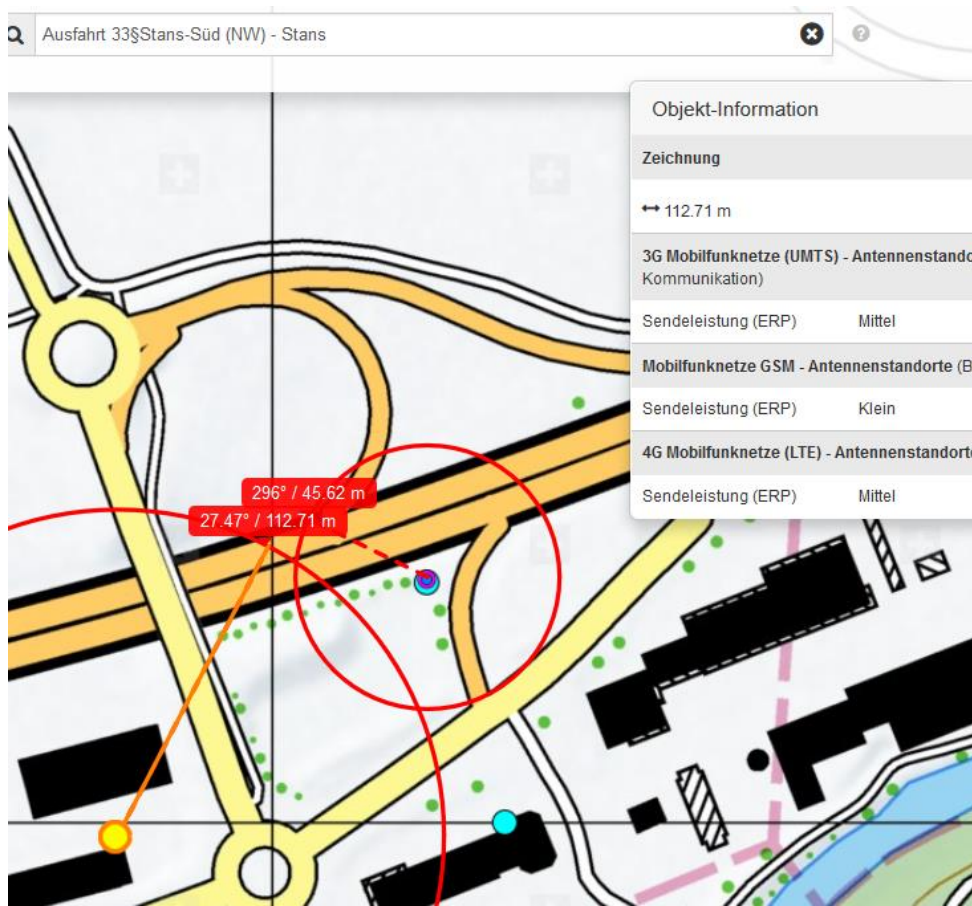 Ausfahrt 33§Stans-Süd (NW) - Stans
Objekt-Information
Zeichnung
112.71 m
3G Mobilfunknetze (UMTS) - Antennenstando
Kommunikation)
Sendeleistung (ERP) Mittel
Mobilfunknetze GSM - Antennenstandorte (B
Sendeleistung (ERP) Klein
4G Mobilfunknetze (LTE) - Antennenstandort
Sendeleistung (ERP) Mittel
296° / 45.62 m
27.47° / 112.71 m